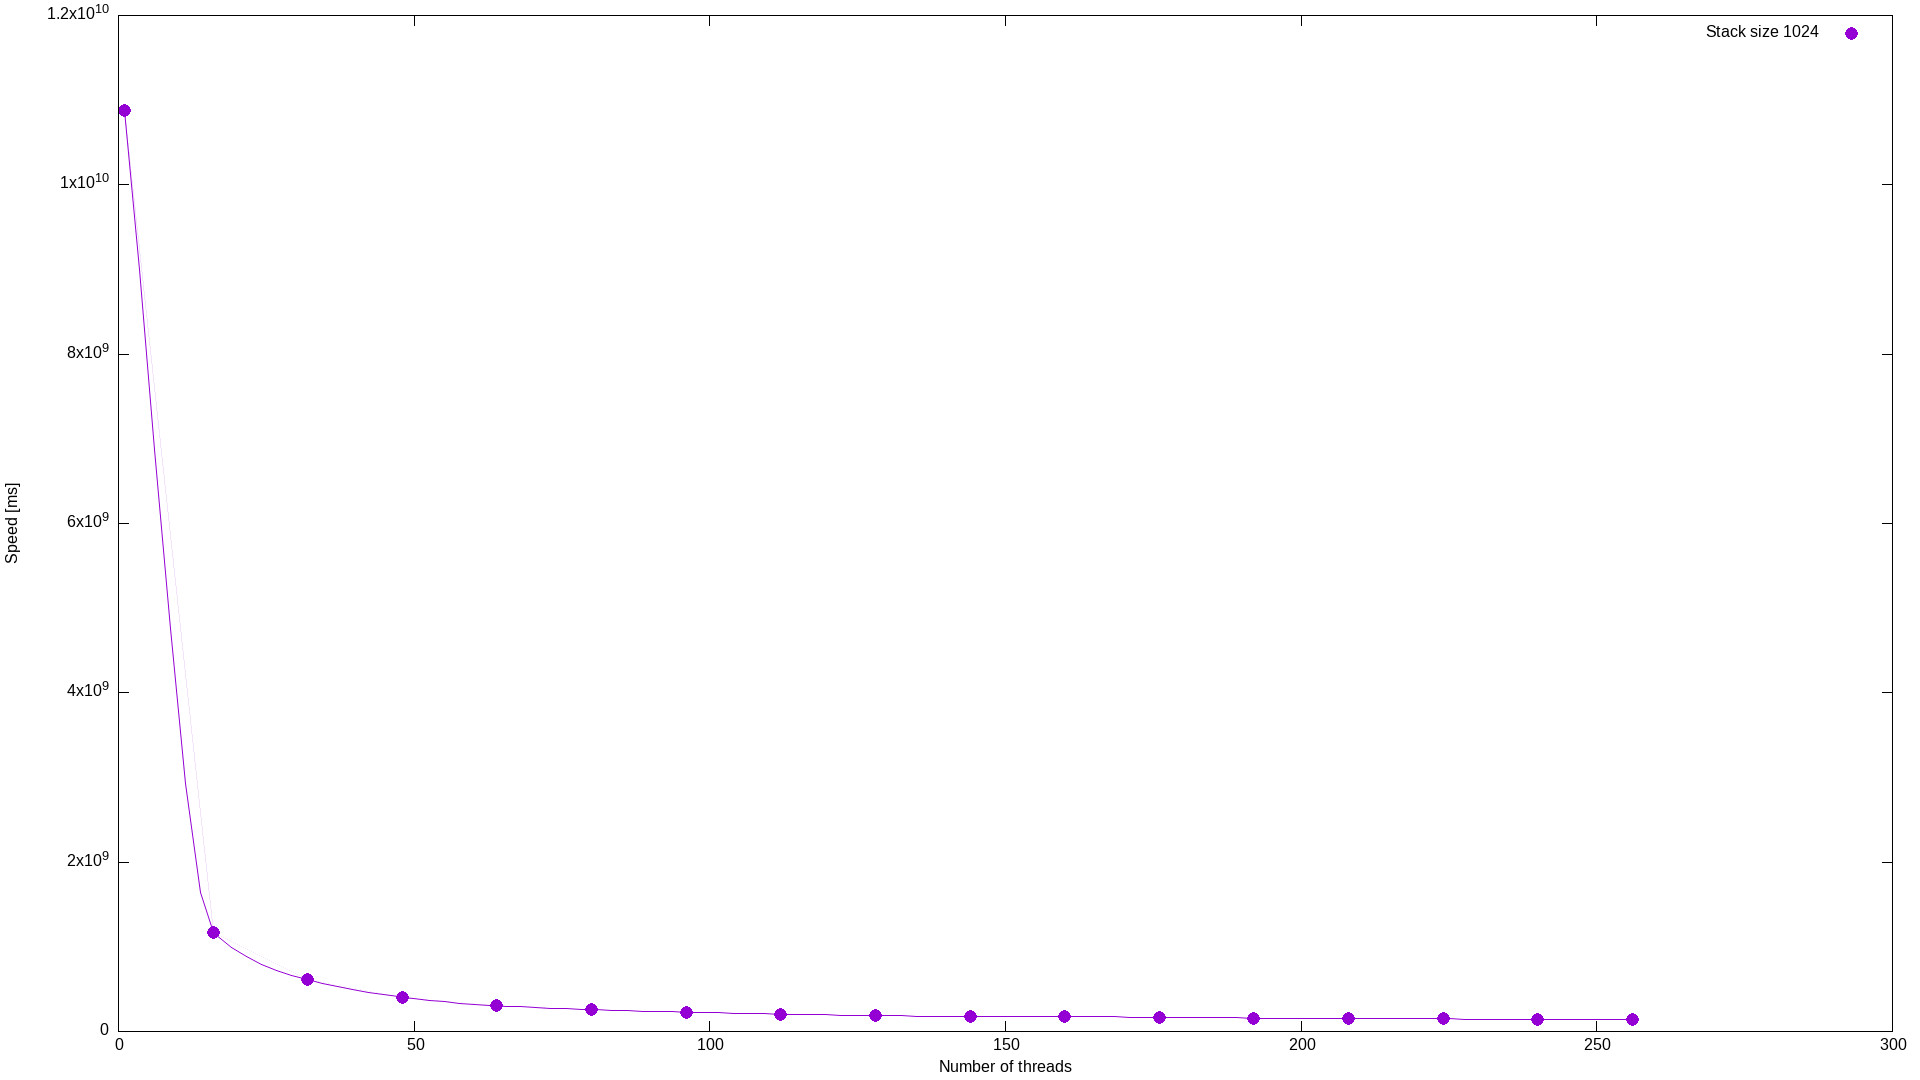 1.2x10^10
Stack size 1024
1x10^10
8x10^9
6x10^9
Speed [ms]
4x10^9
2x10^9
0
0 50 100 150 200 250 300
Number of threads